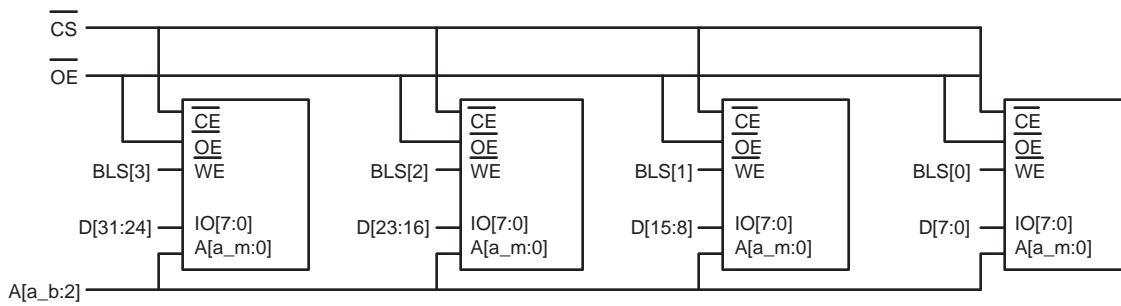 CS
OE
CE
OE
BLS[3] WE
D[31:24] IO[7:0]
A[a_m:0]
CE
OE
BLS[2] WE
D[23:16] IO[7:0]
A[a_m:0]
CE
OE
BLS[1] WE
D[15:8] IO[7:0]
A[a_m:0]
CE
OE
BLS[0] WE
D[7:0] IO[7:0]
A[a_m:0]
A[a_b:2]